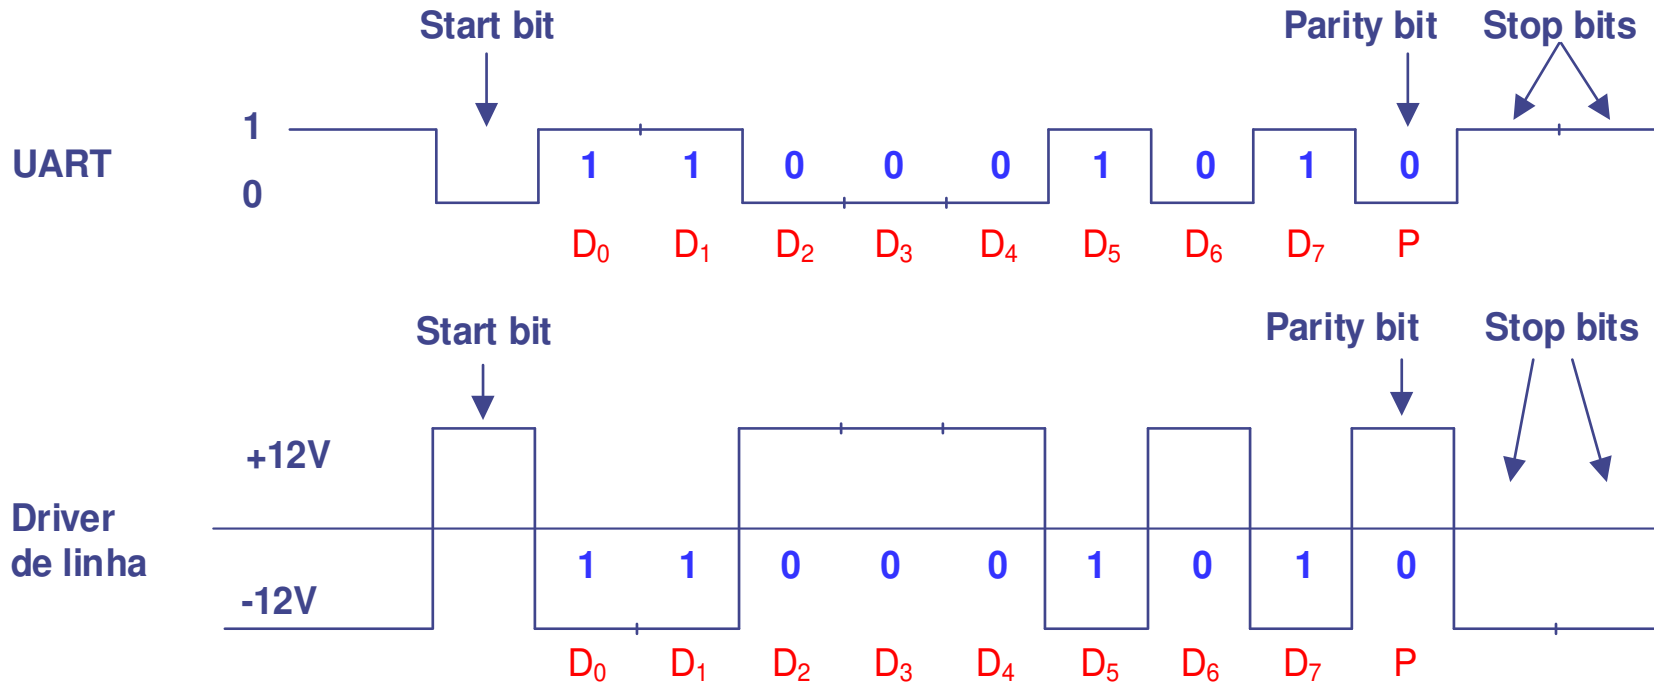 Start bit Parity bit Stop bits
1
UART 1 1 0 0 0 1 0 1 0
0
D0 D1 D2 D3 D4 D5 D6 D7 P
Start bit Parity bit Stop bits
+12V
Driver
de linha 1 1 0 0 0 1 0 1 0
-12V
D0 D1 D2 D3 D4 D5 D6 D7 P